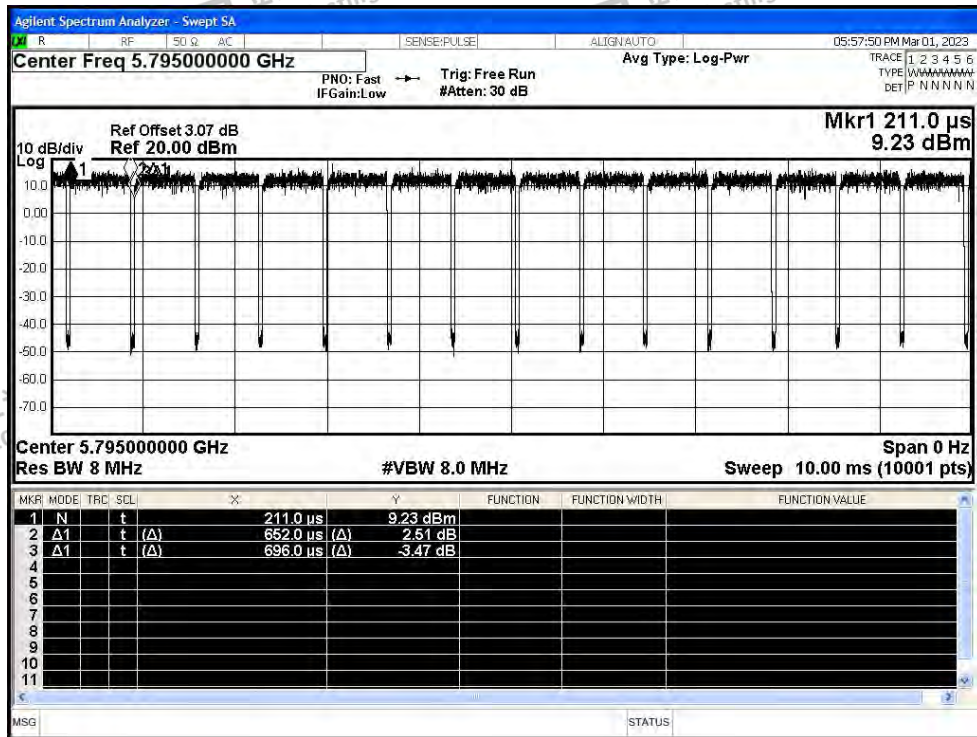 Agilent Spectrum Analyzer - Swept SA
LXI R RF 50 Ω AC SENSE:PULSE ALIGN AUTO 05:57:50 PM Mar 01, 2023
Center Freq 5.795000000 GHz
PNO: Fast
IFGain:Low
Trig: Free Run
#Atten: 30 dB
Avg Type: Log-Pwr
TRACE 1 2 3 4 5 6
TYPE WWWWWW
DET P N N N N N
Mkr1 211.0 µs
9.23 dBm
Ref Offset 3.07 dB
10 dB/div Ref 20.00 dBm
Log
1
10.0
0.00
-10.0
-20.0
-30.0
-40.0
-50.0
-60.0
-70.0
Center 5.795000000 GHz Span 0 Hz
Res BW 8 MHz #VBW 8.0 MHz Sweep 10.00 ms (10001 pts)
MKR MODE TRC SCL X Y FUNCTION FUNCTION WIDTH FUNCTION VALUE
1 N t 211.0 µs 9.23 dBm
2 Δ1 t (Δ) 652.0 µs (Δ) 2.51 dB
3 Δ1 t (Δ) 696.0 µs (Δ) -3.47 dB
4
5
6
7
8
9
10
11
MSG STATUS